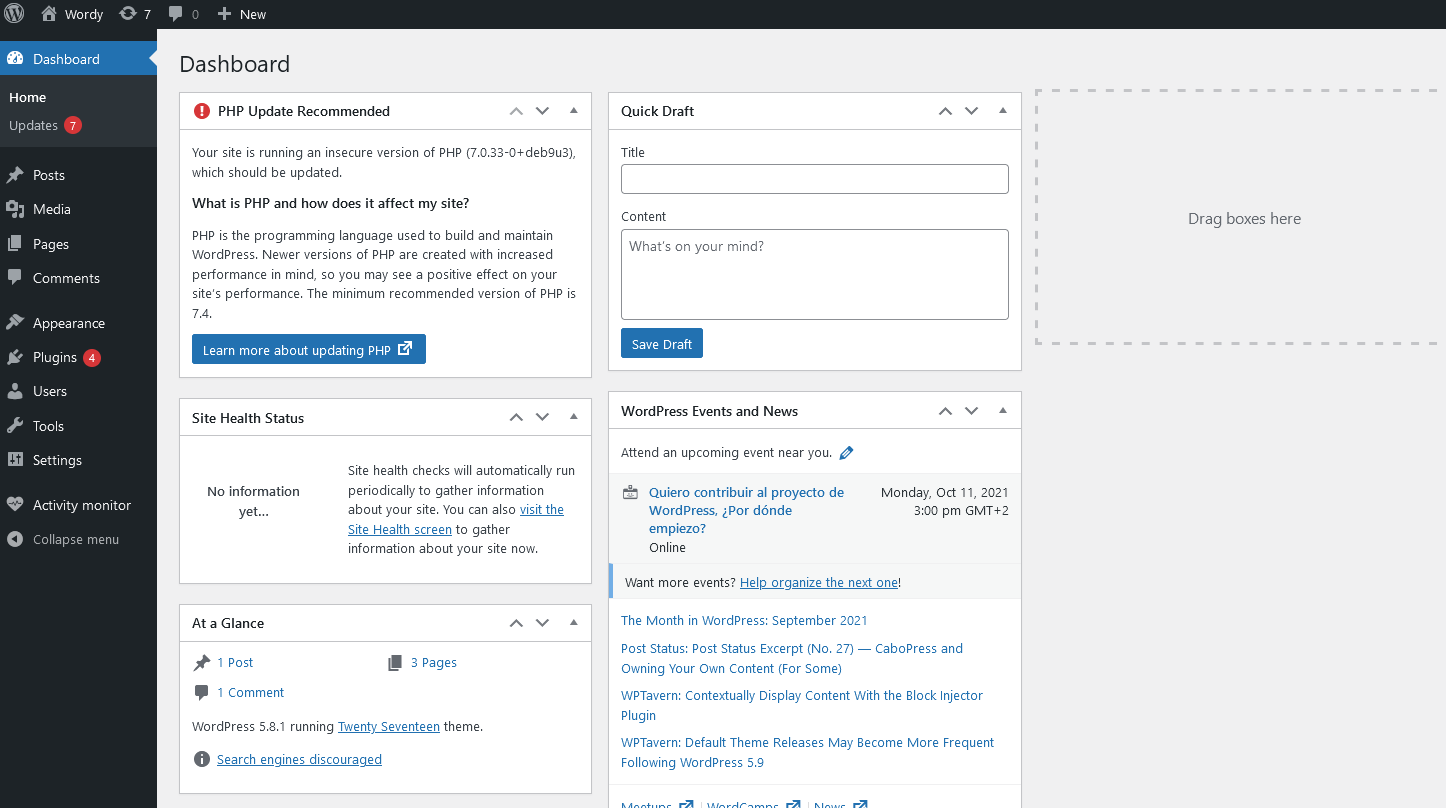 Wordy
7
0
New
Dashboard
Home
Updates 7
Posts
Media
Pages
Comments
Appearance
Plugins 4
Users
Tools
Settings
Activity monitor
Collapse menu
Dashboard
PHP Update Recommended
Your site is running an insecure version of PHP (7.0.33-0+deb9u3),
which should be updated.
What is PHP and how does it affect my site?
PHP is the programming language used to build and maintain
WordPress. Newer versions of PHP are created with increased
performance in mind, so you may see a positive effect on your
site's performance. The minimum recommended version of PHP is
7.4.
Learn more about updating PHP
Site Health Status
No information
yet...
Site health checks will automatically run
periodically to gather information
about your site. You can also visit the
Site Health screen to gather
information about your site now.
At a Glance
1 Post
3 Pages
1 Comment
WordPress 5.8.1 running Twenty Seventeen theme.
Search engines discouraged
Quick Draft
Title
Content
What's on your mind?
Save Draft
WordPress Events and News
Attend an upcoming event near you.
Quiero contribuir al proyecto de
WordPress, ¿Por dónde
empiezo?
Online
Monday, Oct 11, 2021
3:00 pm GMT+2
Want more events? Help organize the next one!
The Month in WordPress: September 2021
Post Status: Post Status Excerpt (No. 27) — CaboPress and
Owning Your Own Content (For Some)
WPTavern: Contextually Display Content With the Block Injector
Plugin
WPTavern: Default Theme Releases May Become More Frequent
Following WordPress 5.9
Meetups | WordCamps | News
Drag boxes here